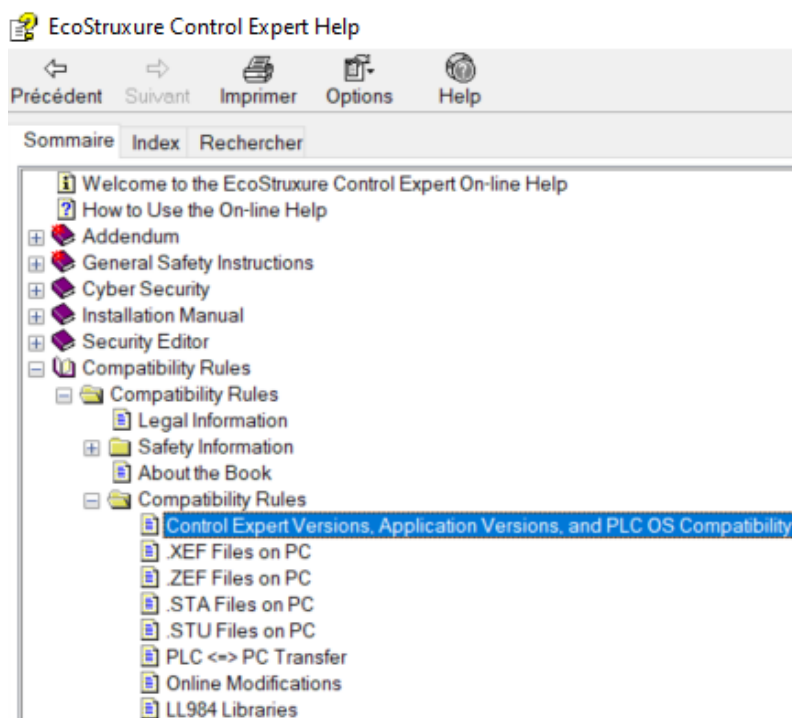 EcoStruxure Control Expert Help
Précédent Suivant Imprimer Options Help
Sommaire Index Rechercher
Welcome to the EcoStruxure Control Expert On-line Help
How to Use the On-line Help
Addendum
General Safety Instructions
Cyber Security
Installation Manual
Security Editor
Compatibility Rules
Compatibility Rules
Legal Information
Safety Information
About the Book
Compatibility Rules
Control Expert Versions, Application Versions, and PLC OS Compatibility
.XEF Files on PC
.ZEF Files on PC
.STA Files on PC
.STU Files on PC
PLC <=> PC Transfer
Online Modifications
LL984 Libraries